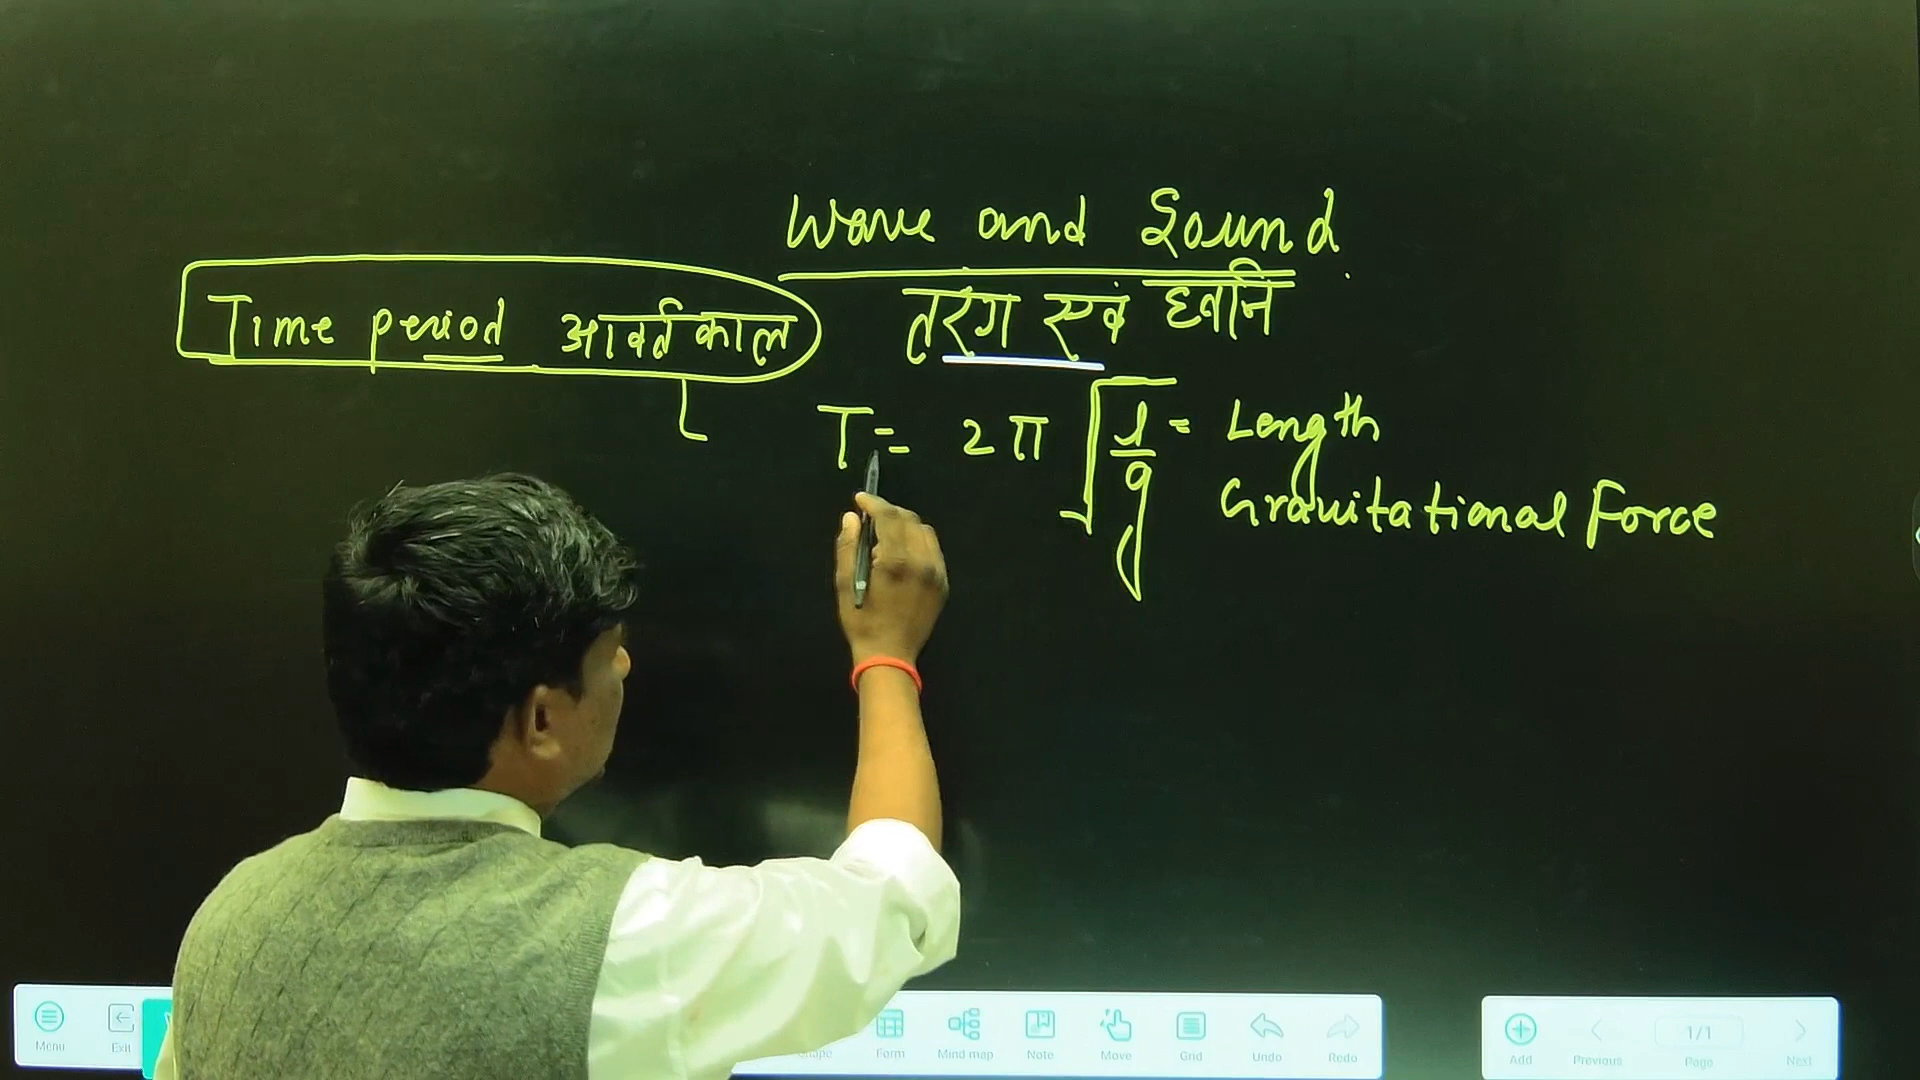 Wave and Sound
Time period आवर्त काल
तरंग एवं ध्वनि
T = 2π √l/g = Length
Gravitational Force
Menu
Exit
Form
Mind map
Note
Move
Grid
Undo
Redo
Add
Previous
1/1
Page
Next